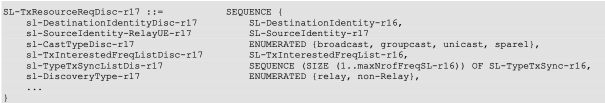 SL-TxResourceReqDisc-r17 ::= SEQUENCE {
sl-DestinationIdentityDisc-r17 SL-DestinationIdentity-r16,
sl-SourceIdentity-RelayUE-r17 SL-SourceIdentity-r17
sl-CastTypeDisc-r17 ENUMERATED {broadcast, groupcast, unicast, spare1},
sl-TxInterestedFreqListDisc-r17 SL-TxInterestedFreqList-r16,
sl-TypeTxSyncListDis-r17 SEQUENCE (SIZE (1..maxNrofFreqSL-r16)) OF SL-TypeTxSync-r16,
sl-DiscoveryType-r17 ENUMERATED {relay, non-Relay},
...
}